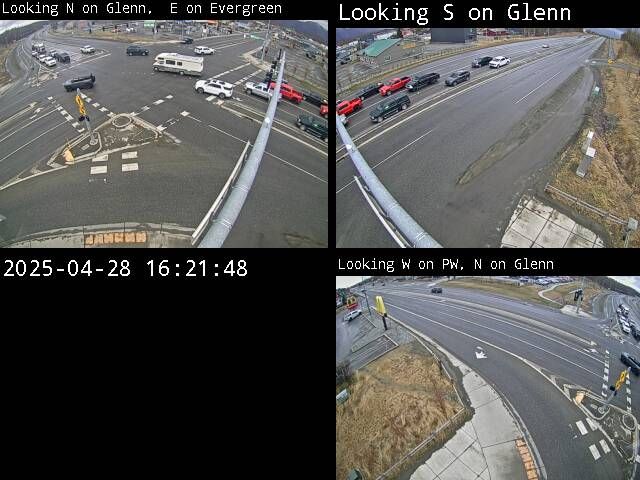 Looking N on Glenn,  E on Evergreen
Looking S on Glenn
2025-04-28 16:21:48
Looking W on PW, N on Glenn